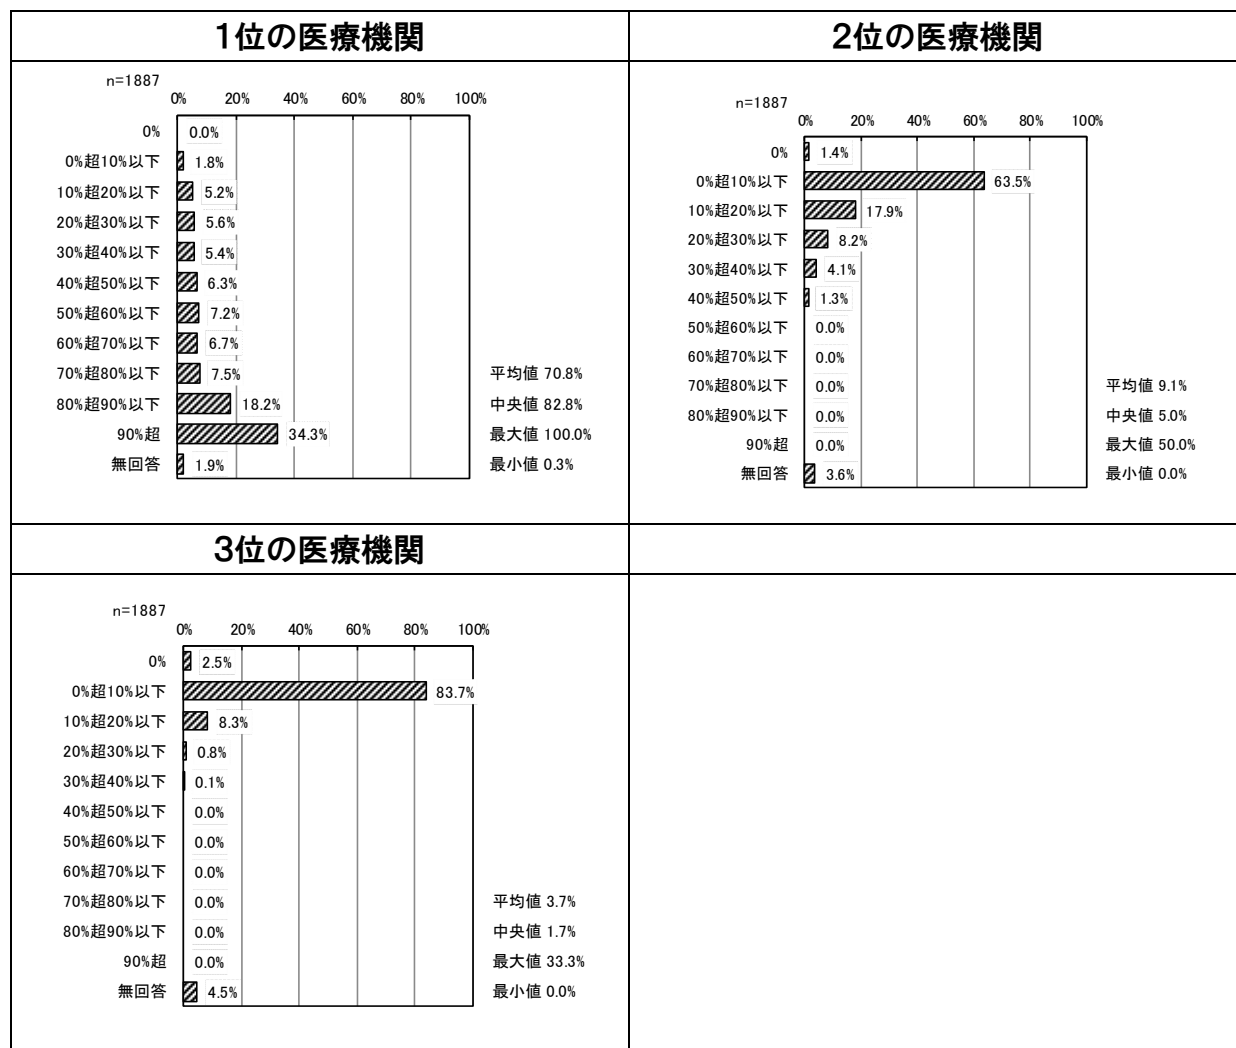 1位の医療機関
n=1887
0% 20% 40% 60% 80% 100%
0% 0.0%
0%超10%以下 1.8%
10%超20%以下 5.2%
20%超30%以下 5.6%
30%超40%以下 5.4%
40%超50%以下 6.3%
50%超60%以下 7.2%
60%超70%以下 6.7%
70%超80%以下 7.5% 平均値 70.8%
80%超90%以下 18.2% 中央値 82.8%
90%超 34.3% 最大値 100.0%
無回答 1.9% 最小値 0.3%
2位の医療機関
n=1887
0% 20% 40% 60% 80% 100%
0% 1.4%
0%超10%以下 63.5%
10%超20%以下 17.9%
20%超30%以下 8.2%
30%超40%以下 4.1%
40%超50%以下 1.3%
50%超60%以下 0.0%
60%超70%以下 0.0%
70%超80%以下 0.0% 平均値 9.1%
80%超90%以下 0.0% 中央値 5.0%
90%超 0.0% 最大値 50.0%
無回答 3.6% 最小値 0.0%
3位の医療機関
n=1887
0% 20% 40% 60% 80% 100%
0% 2.5%
0%超10%以下 83.7%
10%超20%以下 8.3%
20%超30%以下 0.8%
30%超40%以下 0.1%
40%超50%以下 0.0%
50%超60%以下 0.0%
60%超70%以下 0.0%
70%超80%以下 0.0% 平均値 3.7%
80%超90%以下 0.0% 中央値 1.7%
90%超 0.0% 最大値 33.3%
無回答 4.5% 最小値 0.0%